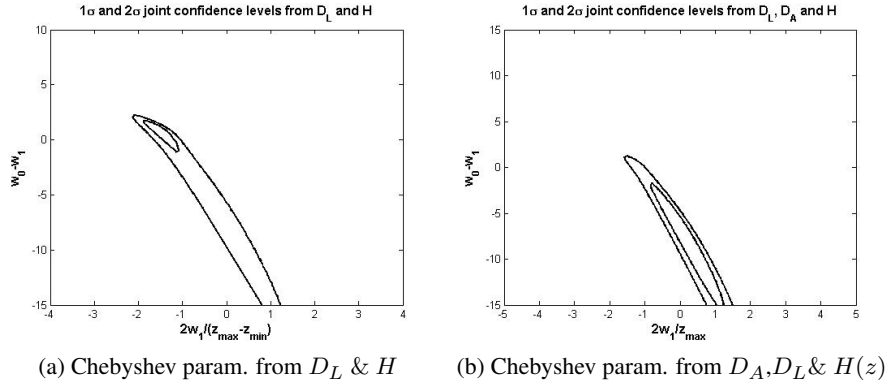 1σ and 2σ joint confidence levels from D_L and H
10
5
0
-5
-10
-15
w_0-w_1
-4 -3 -2 -1 0 1 2 3 4
2w_1/(z_max-z_min)
(a) Chebyshev param. from D_L & H
1σ and 2σ joint confidence levels from D_L, D_A and H
15
10
5
0
-5
-10
-15
w_0-w_1
-5 -4 -3 -2 -1 0 1 2 3 4 5
2w_1/z_max
(b) Chebyshev param. from D_A,D_L& H(z)